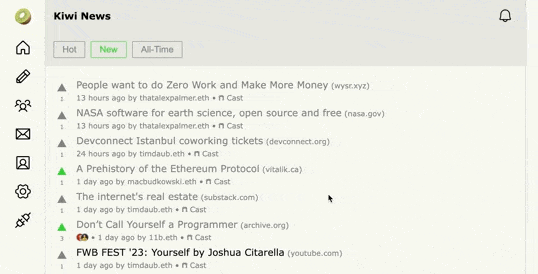 Kiwi News
Hot New All-Time
People want to do Zero Work and Make More Money (wysr.xyz)
1 13 hours ago by thatalexpalmer.eth • Cast
NASA software for earth science, open source and free (nasa.gov)
1 13 hours ago by thatalexpalmer.eth • Cast
Devconnect Istanbul coworking tickets (devconnect.org)
1 24 hours ago by timdaub.eth • Cast
A Prehistory of the Ethereum Protocol (vitalik.ca)
1 1 day ago by macbudkowski.eth • Cast
The internet's real estate (substack.com)
1 1 day ago by timdaub.eth • Cast
Don’t Call Yourself a Programmer (archive.org)
3 • 1 day ago by 11b.eth • Cast
FWB FEST '23: Yourself by Joshua Citarella (youtube.com)
1 1 day ago by timdaub.eth • Cast